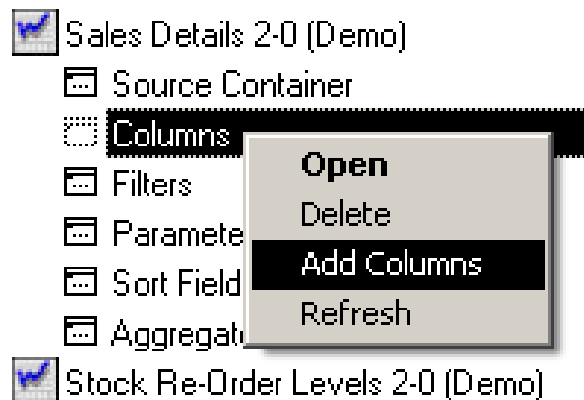 Sales Details 2-0 (Demo)
Source Container
Columns
Filters
Paramete
Sort Field
Aggregat
Open
Delete
Add Columns
Refresh
Stock Re-Order Levels 2-0 (Demo)